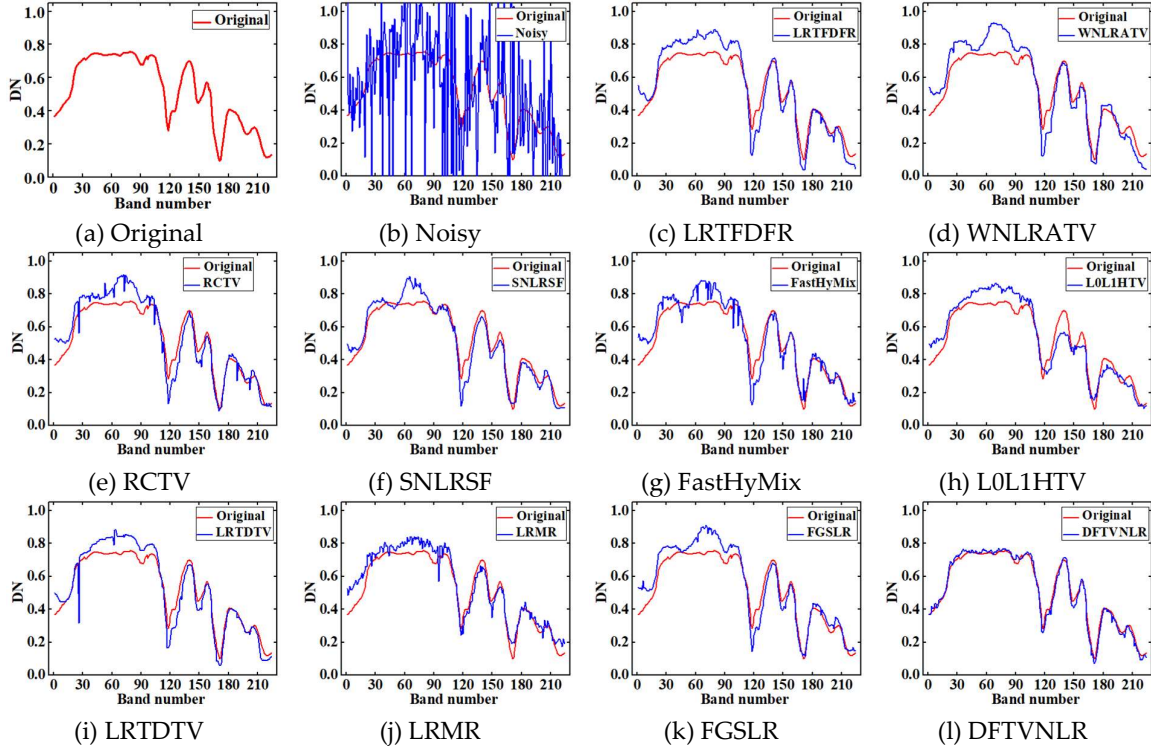 1.0
0.8
0.6
0.4
0.2
0.0
DN
Original
0 30 60 90 120 150 180 210
Band number
(a) Original
1.0
0.8
0.6
0.4
0.2
0.0
DN
Original
Noisy
0 30 60 90 120 150 180 210
Band number
(b) Noisy
1.0
0.8
0.6
0.4
0.2
0.0
DN
Original
LRTFDFR
0 30 60 90 120 150 180 210
Band number
(c) LRTFDFR
1.0
0.8
0.6
0.4
0.2
0.0
DN
Original
WNLRATV
0 30 60 90 120 150 180 210
Band number
(d) WNLRATV
1.0
0.8
0.6
0.4
0.2
0.0
DN
Original
RCTV
0 30 60 90 120 150 180 210
Band number
(e) RCTV
1.0
0.8
0.6
0.4
0.2
0.0
DN
Original
SNLRSF
0 30 60 90 120 150 180 210
Band number
(f) SNLRSF
1.0
0.8
0.6
0.4
0.2
0.0
DN
Original
FastHyMix
0 30 60 90 120 150 180 210
Band number
(g) FastHyMix
1.0
0.8
0.6
0.4
0.2
0.0
DN
Original
L0L1HTV
0 30 60 90 120 150 180 210
Band number
(h) L0L1HTV
1.0
0.8
0.6
0.4
0.2
0.0
DN
Original
LRTDTV
0 30 60 90 120 150 180 210
Band number
(i) LRTDTV
1.0
0.8
0.6
0.4
0.2
0.0
DN
Original
LRMR
0 30 60 90 120 150 180 210
Band number
(j) LRMR
1.0
0.8
0.6
0.4
0.2
0.0
DN
Original
FGSLR
0 30 60 90 120 150 180 210
Band number
(k) FGSLR
1.0
0.8
0.6
0.4
0.2
0.0
DN
Original
DFTVNLR
0 30 60 90 120 150 180 210
Band number
(l) DFTVNLR